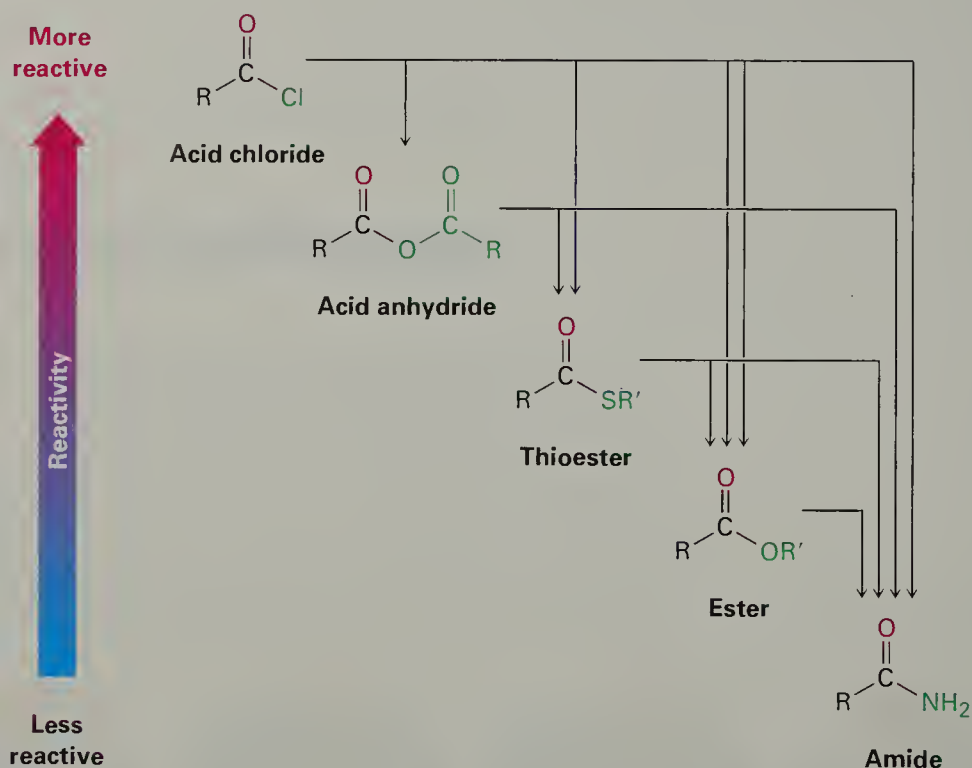 More
reactive
O
C
R
Cl
Acid chloride
O
O
C
C
R
O
R
Acid anhydride
O
C
R
SR′
Thioester
Reactivity
O
C
R
OR′
Ester
O
C
R
NH2
Amide
Less
reactive